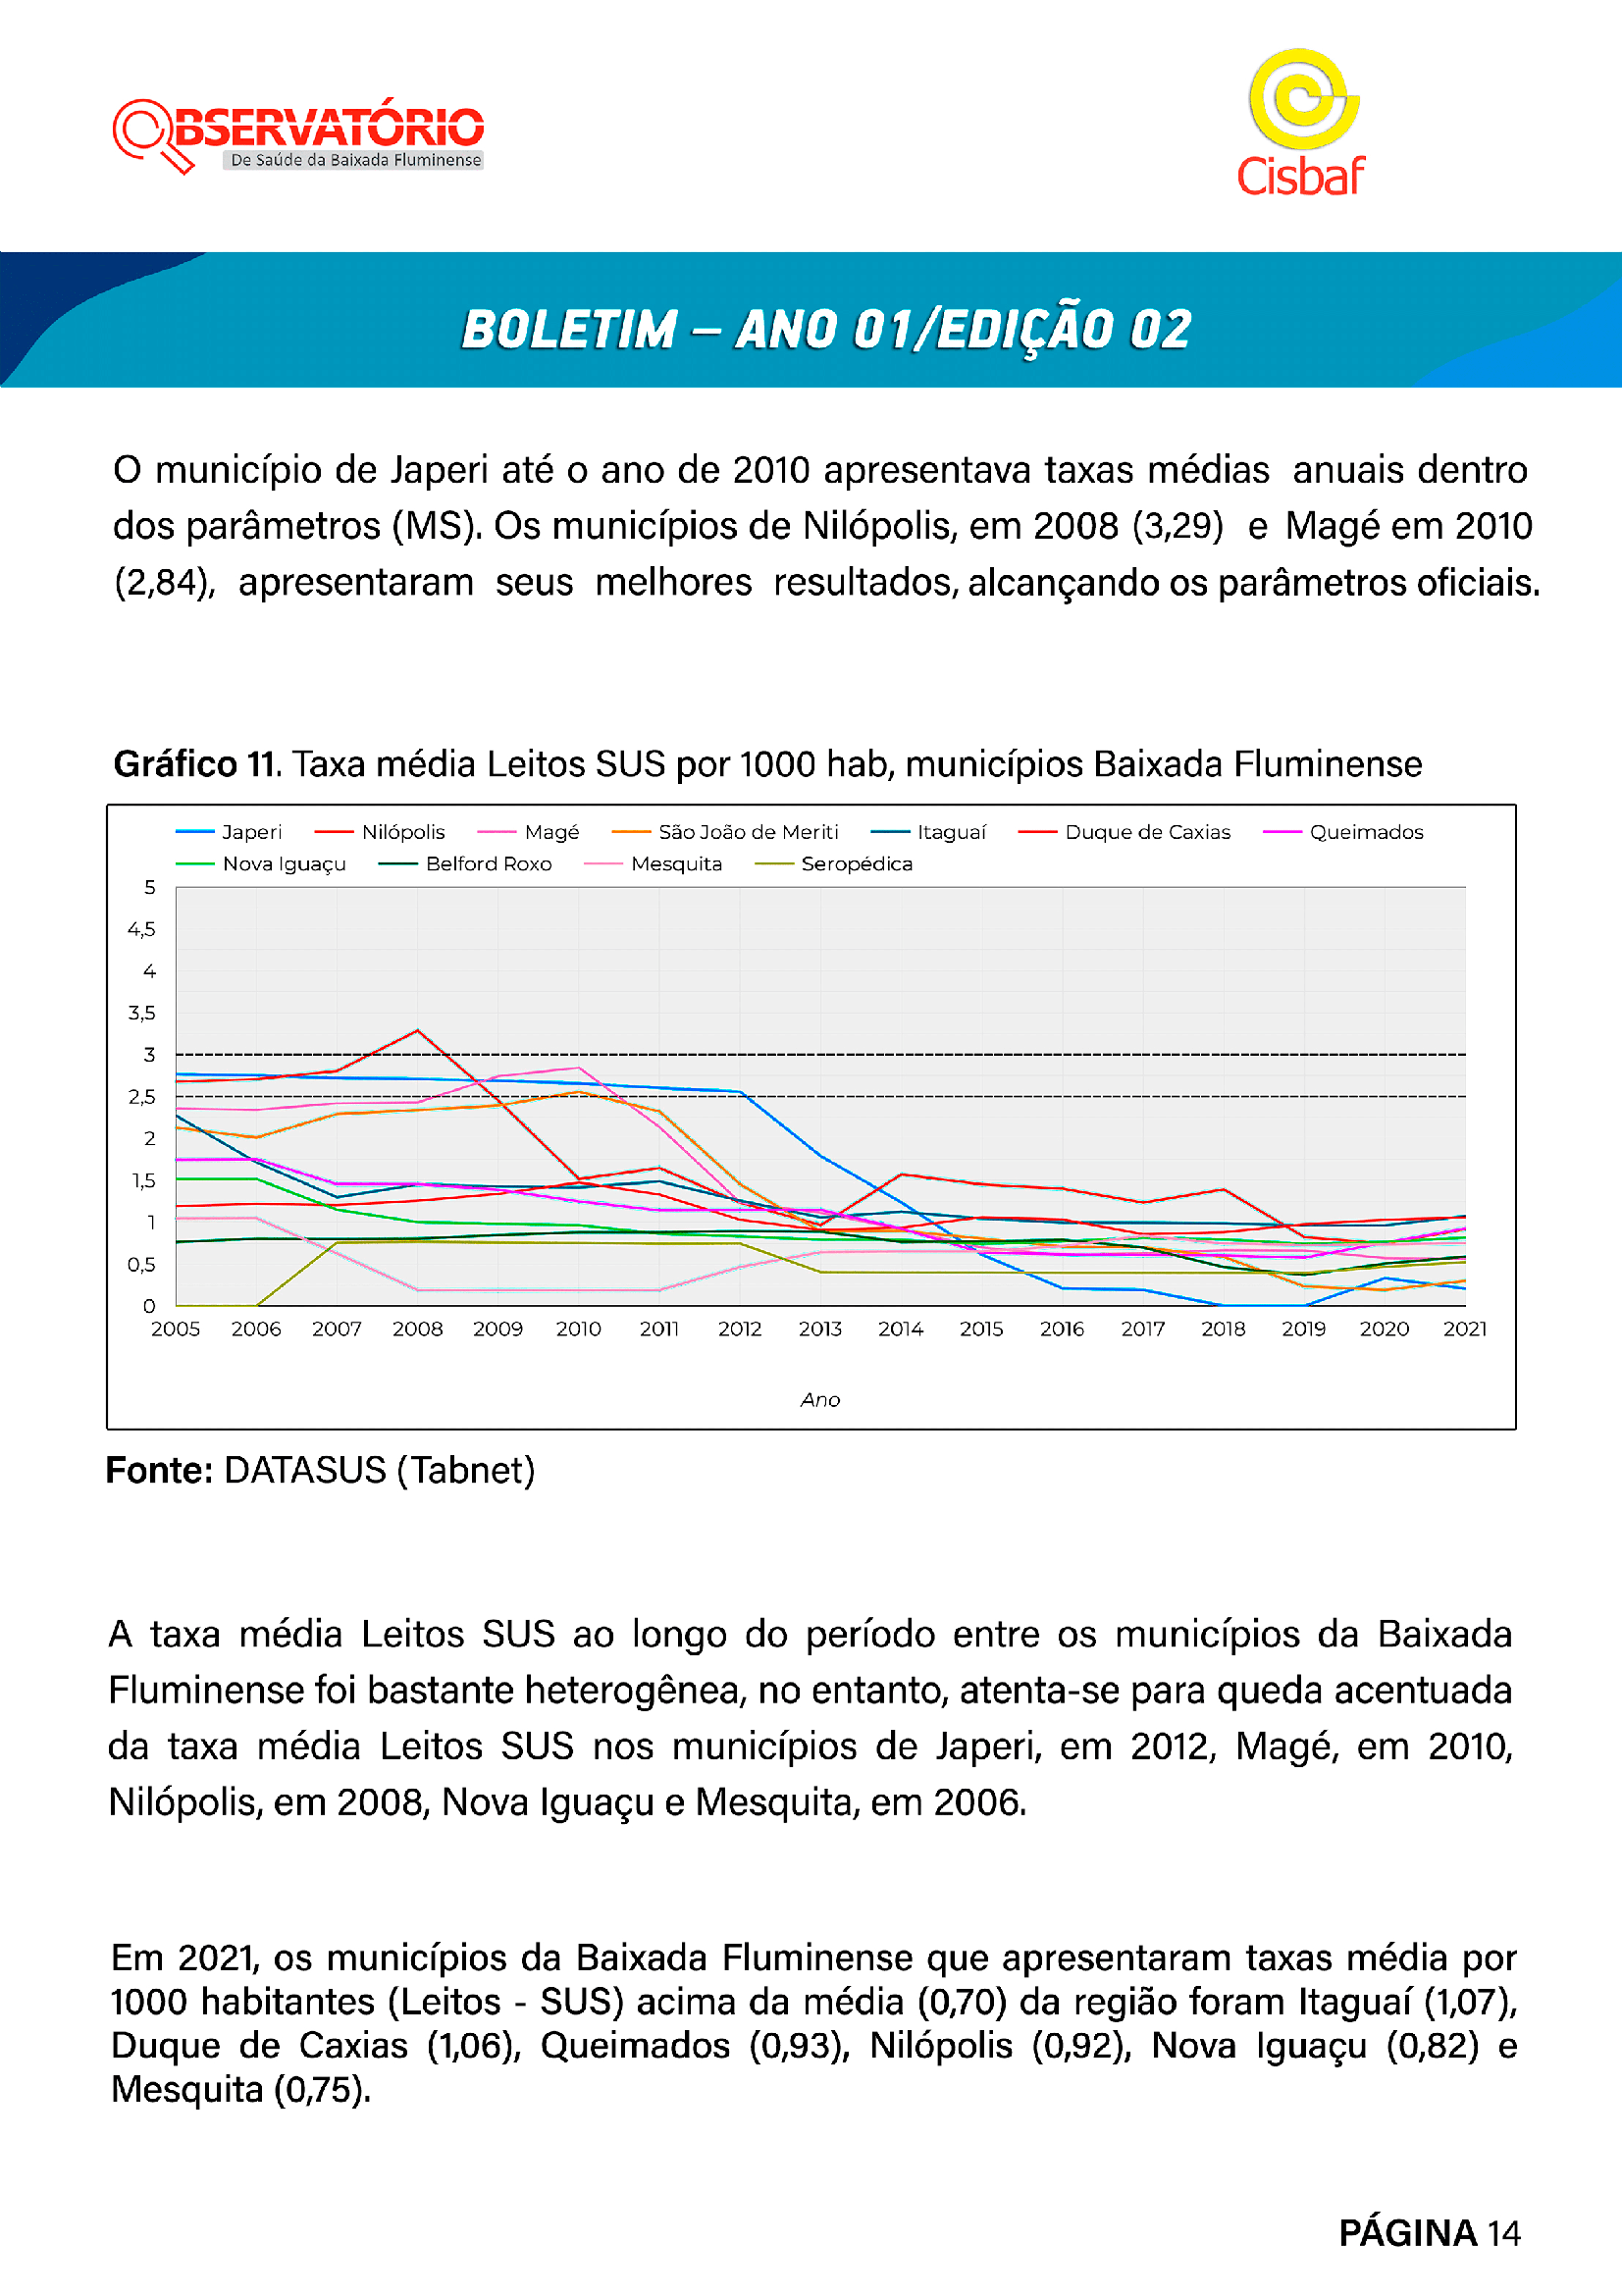 OBSERVATÓRIO
De Saúde da Baixada Fluminense
Cisbaf
BOLETIM – ANO 01/EDIÇÃO 02
O município de Japeri até o ano de 2010 apresentava taxas médias anuais dentro
dos parâmetros (MS). Os municípios de Nilópolis, em 2008 (3,29) e Magé em 2010
(2,84), apresentaram seus melhores resultados, alcançando os parâmetros oficiais.
Gráfico 11. Taxa média Leitos SUS por 1000 hab, municípios Baixada Fluminense
Japeri Nilópolis Magé São João de Meriti Itaguaí Duque de Caxias Queimados
Nova Iguaçu Belford Roxo Mesquita Seropédica
5
4,5
4
3,5
3
2,5
2
1,5
1
0,5
0
2005 2006 2007 2008 2009 2010 2011 2012 2013 2014 2015 2016 2017 2018 2019 2020 2021
Ano
Fonte: DATASUS (Tabnet)
A taxa média Leitos SUS ao longo do período entre os municípios da Baixada
Fluminense foi bastante heterogênea, no entanto, atenta-se para queda acentuada
da taxa média Leitos SUS nos municípios de Japeri, em 2012, Magé, em 2010,
Nilópolis, em 2008, Nova Iguaçu e Mesquita, em 2006.
Em 2021, os municípios da Baixada Fluminense que apresentaram taxas média por
1000 habitantes (Leitos - SUS) acima da média (0,70) da região foram Itaguaí (1,07),
Duque de Caxias (1,06), Queimados (0,93), Nilópolis (0,92), Nova Iguaçu (0,82) e
Mesquita (0,75).
PÁGINA 14